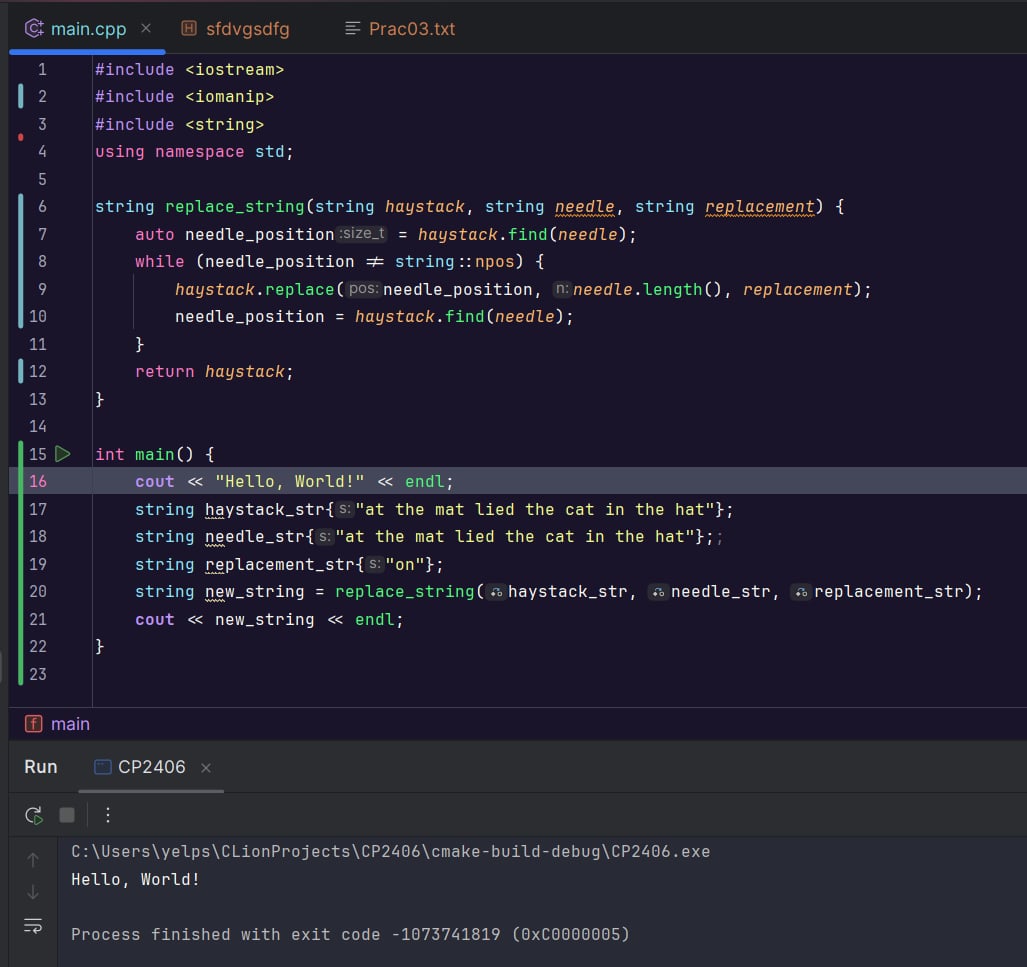 main.cpp
sfdvgsdfg
Prac03.txt
1 #include <iostream>
2 #include <iomanip>
3 #include <string>
4 using namespace std;
5
6 string replace_string(string haystack, string needle, string replacement) {
7 auto needle_position :size_t = haystack.find(needle);
8 while (needle_position != string::npos) {
9 haystack.replace( pos: needle_position, n: needle.length(), replacement);
10 needle_position = haystack.find(needle);
11 }
12 return haystack;
13 }
14
15 int main() {
16 cout << "Hello, World!" << endl;
17 string haystack_str{ s: "at the mat lied the cat in the hat"};
18 string needle_str{ s: "at the mat lied the cat in the hat"};;
19 string replacement_str{ s: "on"};
20 string new_string = replace_string( haystack_str, needle_str, replacement_str);
21 cout << new_string << endl;
22 }
23
f main
Run CP2406
C:\Users\yelps\CLionProjects\CP2406\cmake-build-debug\CP2406.exe
Hello, World!
Process finished with exit code -1073741819 (0xC0000005)